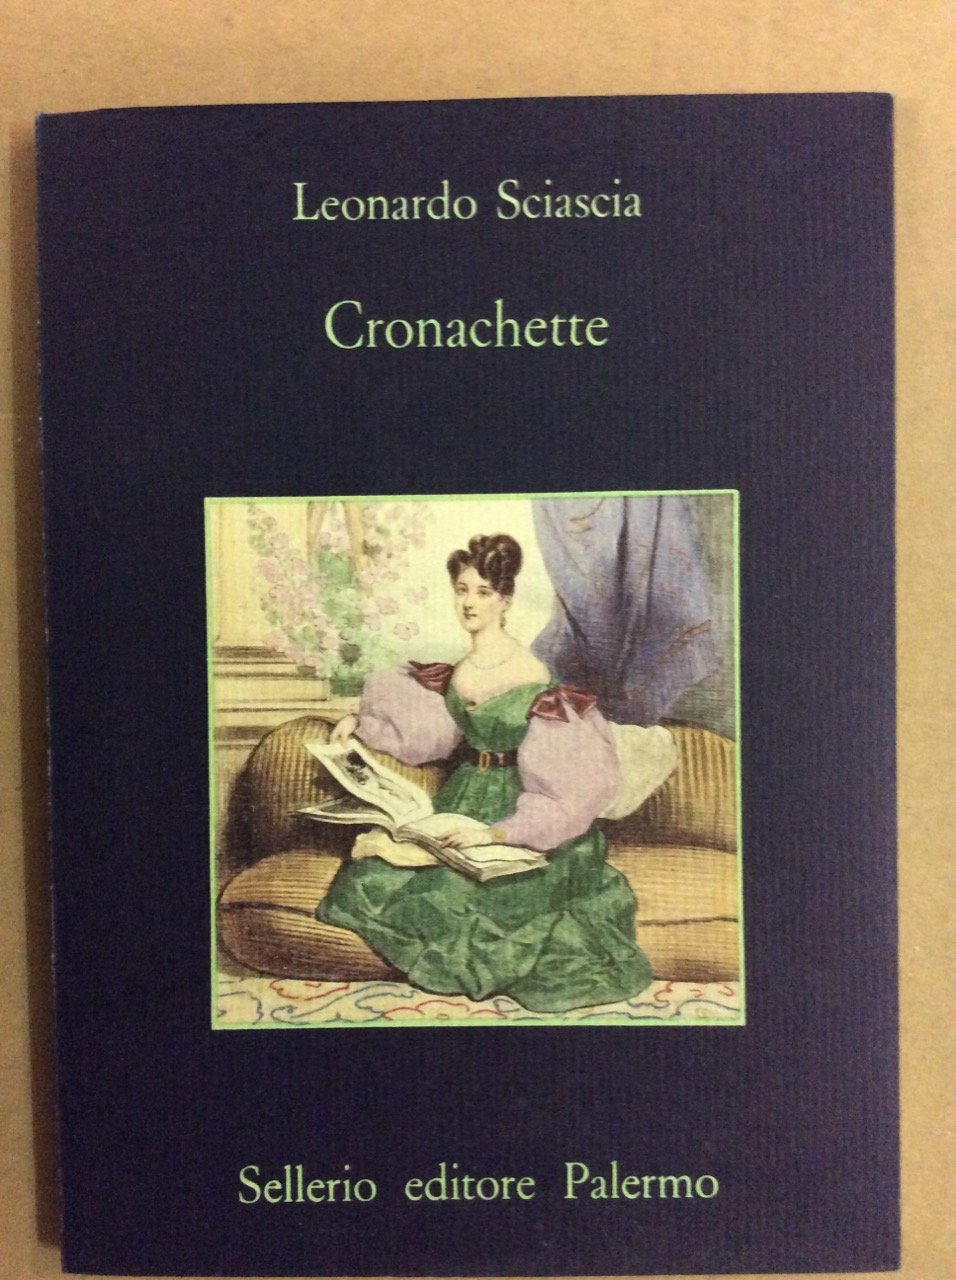 Leonardo Sciascia
Cronachette
Sellerio editore Palermo